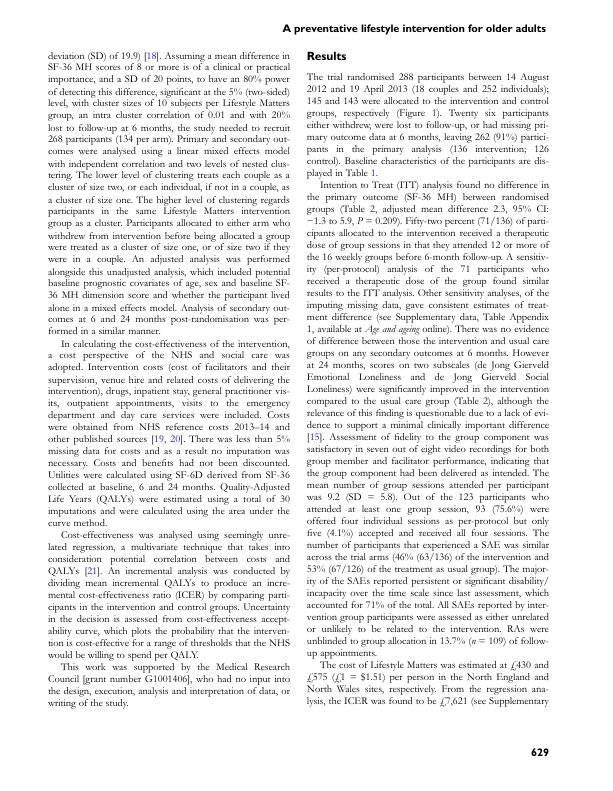 A preventative lifestyle intervention for older adults
deviation (SD) of 19.9) [18]. Assuming a mean difference in
SF-36 MH scores of 8 or more is of a clinical or practical
importance, and a SD of 20 points, to have an 80% power
of detecting this difference, significant at the 5% (two-sided)
level, with cluster sizes of 10 subjects per Lifestyle Matters
group, an intra cluster correlation of 0.01 and with 20%
lost to follow-up at 6 months, the study needed to recruit
268 participants (134 per arm). Primary and secondary out-
comes were analysed using a linear mixed effects model
with independent correlation and two levels of nested clus-
tering. The lower level of clustering treats each couple as a
cluster of size two, or each individual, if not in a couple, as
a cluster of size one. The higher level of clustering regards
participants in the same Lifestyle Matters intervention
group as a cluster. Participants allocated to either arm who
withdrew from intervention before being allocated a group
were treated as a cluster of size one, or of size two if they
were in a couple. An adjusted analysis was performed
alongside this unadjusted analysis, which included potential
baseline prognostic covariates of age, sex and baseline SF-
36 MH dimension score and whether the participant lived
alone in a mixed effects model. Analysis of secondary out-
comes at 6 and 24 months post-randomisation was per-
formed in a similar manner.
In calculating the cost-effectiveness of the intervention,
a cost perspective of the NHS and social care was
adopted. Intervention costs (cost of facilitators and their
supervision, venue hire and related costs of delivering the
intervention), drugs, inpatient stay, general practitioner vis-
its, outpatient appointments, visits to the emergency
department and day care services were included. Costs
were obtained from NHS reference costs 2013–14 and
other published sources [19, 20]. There was less than 5%
missing data for costs and as a result no imputation was
necessary. Costs and benefits had not been discounted.
Utilities were calculated using SF-6D derived from SF-36
collected at baseline, 6 and 24 months. Quality-Adjusted
Life Years (QALYs) were estimated using a total of 30
imputations and were calculated using the area under the
curve method.
Cost-effectiveness was analysed using seemingly unre-
lated regression, a multivariate technique that takes into
consideration potential correlation between costs and
QALYs [21]. An incremental analysis was conducted by
dividing mean incremental QALYs to produce an incre-
mental cost-effectiveness ratio (ICER) by comparing parti-
cipants in the intervention and control groups. Uncertainty
in the decision is assessed from cost-effectiveness accept-
ability curve, which plots the probability that the interven-
tion is cost-effective for a range of thresholds that the NHS
would be willing to spend per QALY.
This work was supported by the Medical Research
Council [grant number G1001406], who had no input into
the design, execution, analysis and interpretation of data, or
writing of the study.
Results
The trial randomised 288 participants between 14 August
2012 and 19 April 2013 (18 couples and 252 individuals);
145 and 143 were allocated to the intervention and control
groups, respectively (Figure 1). Twenty six participants
either withdrew, were lost to follow-up, or had missing pri-
mary outcome data at 6 months, leaving 262 (91%) partici-
pants in the primary analysis (136 intervention; 126
control). Baseline characteristics of the participants are dis-
played in Table 1.
Intention to Treat (ITT) analysis found no difference in
the primary outcome (SF-36 MH) between randomised
groups (Table 2, adjusted mean difference 2.3, 95% CI:
−1.3 to 5.9, P = 0.209). Fifty-two percent (71/136) of parti-
cipants allocated to the intervention received a therapeutic
dose of group sessions in that they attended 12 or more of
the 16 weekly groups before 6-month follow-up. A sensitiv-
ity (per-protocol) analysis of the 71 participants who
received a therapeutic dose of the group found similar
results to the ITT analysis. Other sensitivity analyses, of the
imputing missing data, gave consistent estimates of treat-
ment difference (see Supplementary data, Table Appendix
1, available at Age and ageing online). There was no evidence
of difference between those the intervention and usual care
groups on any secondary outcomes at 6 months. However
at 24 months, scores on two subscales (de Jong Gierveld
Emotional Loneliness and de Jong Gierveld Social
Loneliness) were significantly improved in the intervention
compared to the usual care group (Table 2), although the
relevance of this finding is questionable due to a lack of evi-
dence to support a minimal clinically important difference
[15]. Assessment of fidelity to the group component was
satisfactory in seven out of eight video recordings for both
group member and facilitator performance, indicating that
the group component had been delivered as intended. The
mean number of group sessions attended per participant
was 9.2 (SD = 5.8). Out of the 123 participants who
attended at least one group session, 93 (75.6%) were
offered four individual sessions as per-protocol but only
five (4.1%) accepted and received all four sessions. The
number of participants that experienced a SAE was similar
across the trial arms (46% (63/136) of the intervention and
53% (67/126) of the treatment as usual group). The major-
ity of the SAEs reported persistent or significant disability/
incapacity over the time scale since last assessment, which
accounted for 71% of the total. All SAEs reported by inter-
vention group participants were assessed as either unrelated
or unlikely to be related to the intervention. RAs were
unblinded to group allocation in 13.7% (n = 109) of follow-
up appointments.
The cost of Lifestyle Matters was estimated at £430 and
£575 (£1 = $1.51) per person in the North England and
North Wales sites, respectively. From the regression ana-
lysis, the ICER was found to be £7,621 (see Supplementary
629